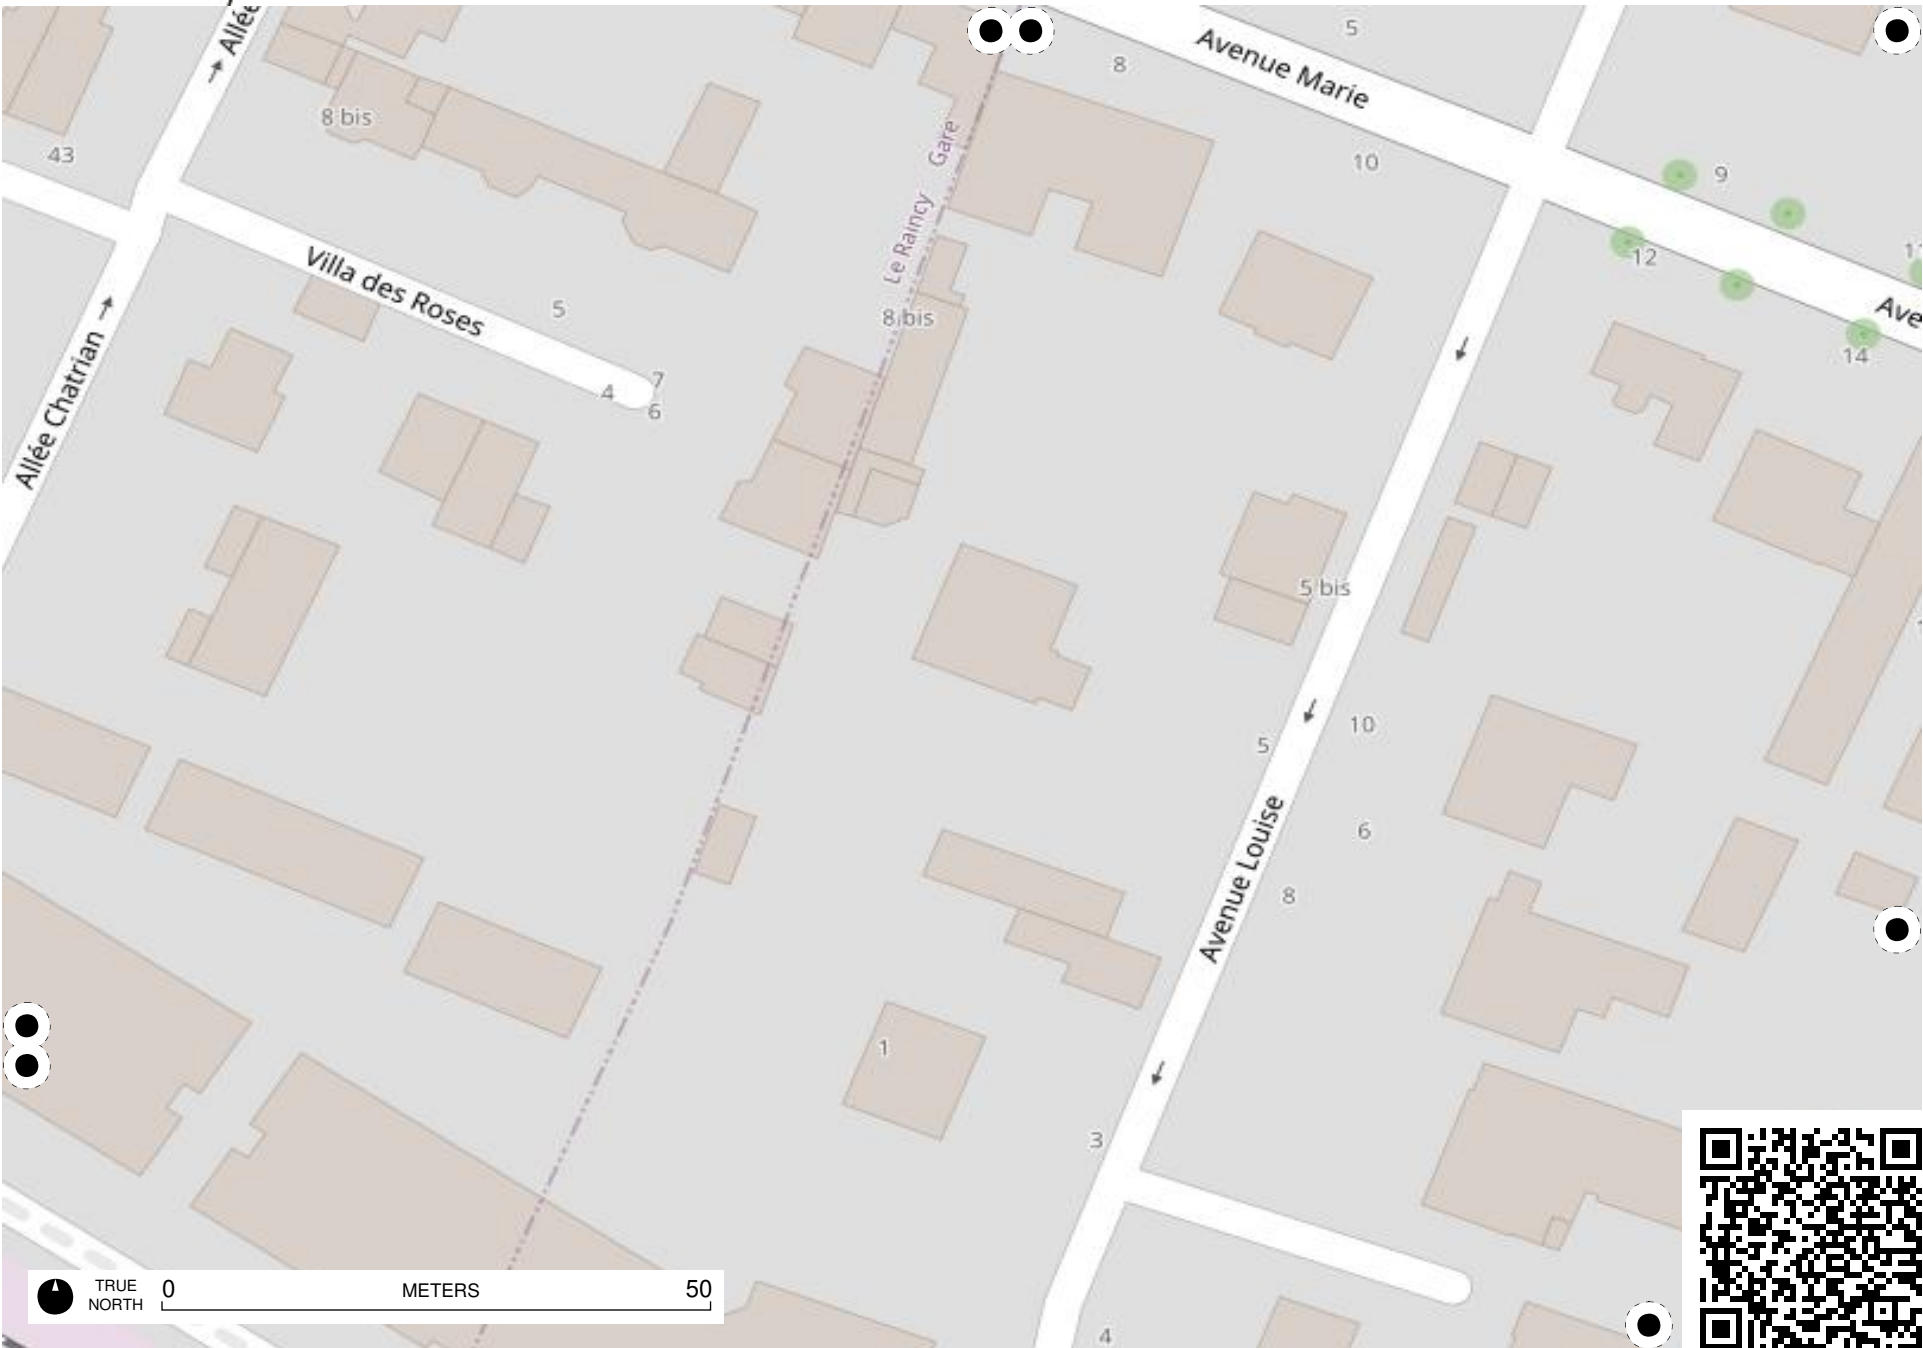 Allée
5
Avenue Marie
8
8 bis
43
10
9
Le Raincy Gare
12
Villa des Roses
5
8 bis
Ave
14
7
4
6
Allée Chatrian
5 bis
10
5
6
Avenue Louise
8
1
3
TRUE
NORTH
0 METERS 50
4